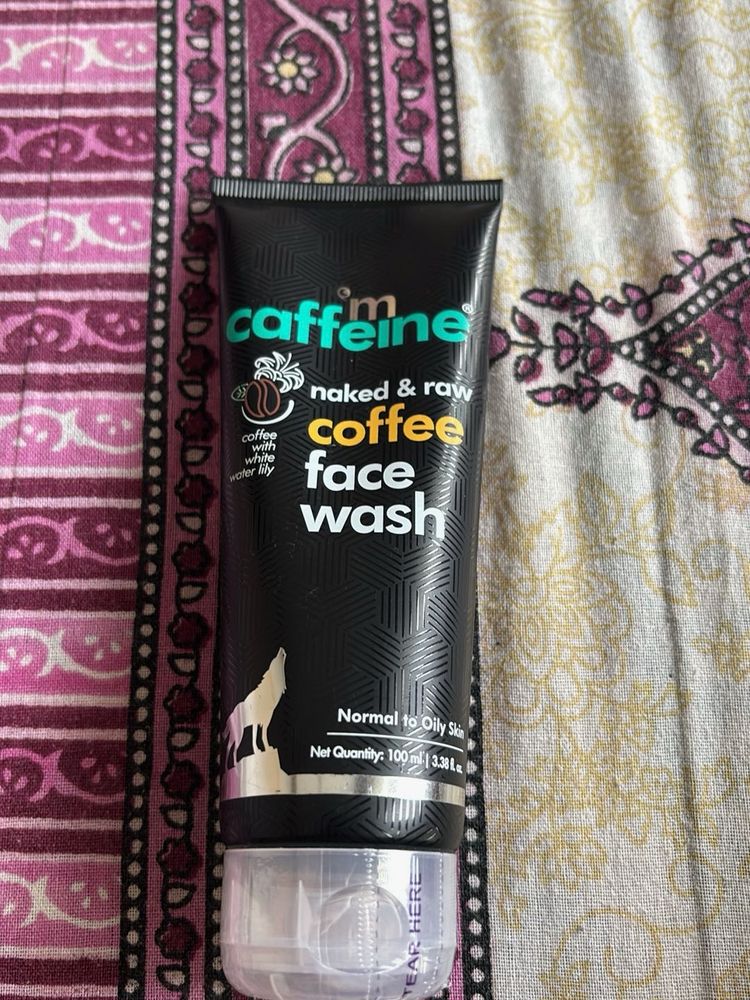 m
caffeine®
naked & raw
coffee
face
wash
coffee
with
white
water lily
Normal to Oily Skin
Net Quantity: 100 ml | 3.38 fl. oz.
TEAR HERE